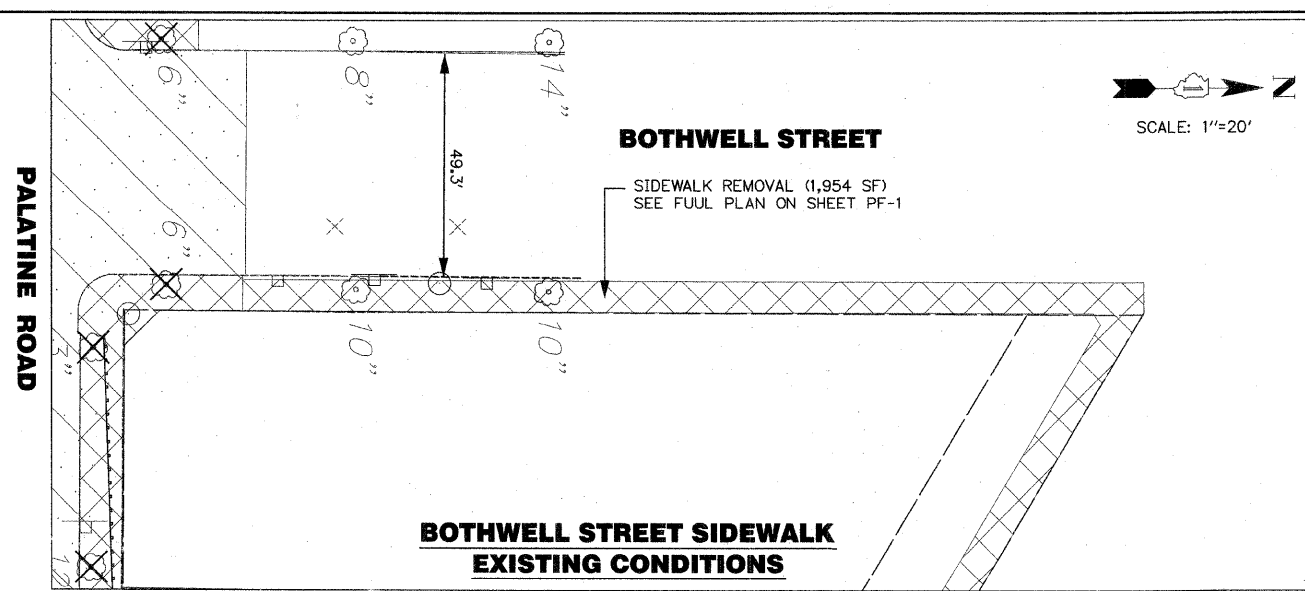 6"
8"
14"
N
SCALE: 1"=20'
BOTHWELL STREET
49.3'
SIDEWALK REMOVAL (1,954 SF)
SEE FUUL PLAN ON SHEET PF-1
PALATINE ROAD
6"
10"
10"
3"
BOTHWELL STREET SIDEWALK
EXISTING CONDITIONS